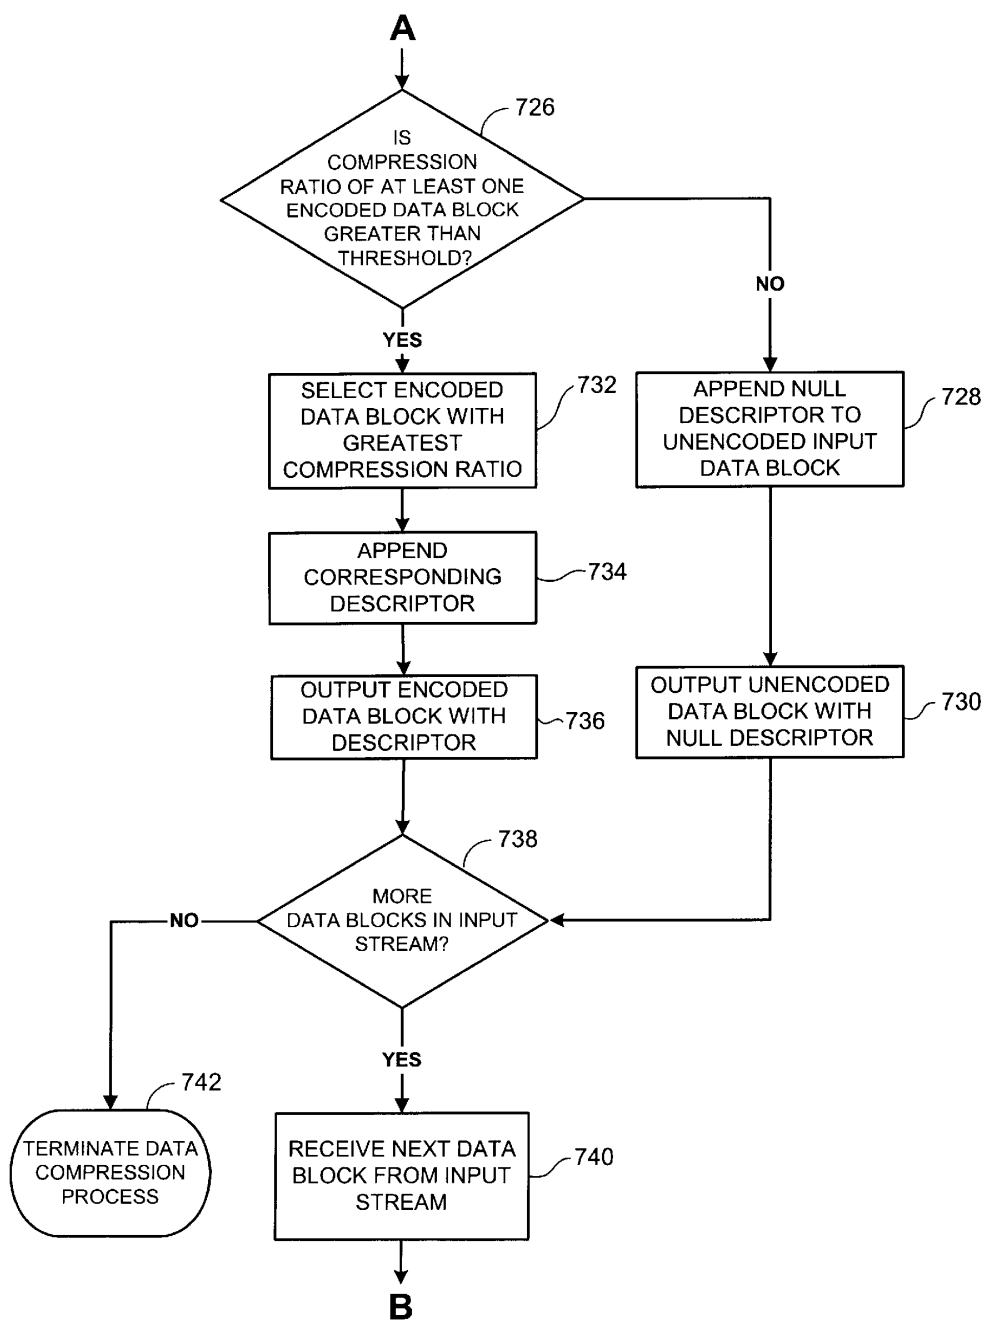 A
726
IS
COMPRESSION
RATIO OF AT LEAST ONE
ENCODED DATA BLOCK
GREATER THAN
THRESHOLD?
NO
YES
SELECT ENCODED
DATA BLOCK WITH
GREATEST
COMPRESSION RATIO
732
APPEND NULL
DESCRIPTOR TO
UNENCODED INPUT
DATA BLOCK
728
APPEND
CORRESPONDING
DESCRIPTOR
734
OUTPUT ENCODED
DATA BLOCK WITH
DESCRIPTOR
736
OUTPUT UNENCODED
DATA BLOCK WITH
NULL DESCRIPTOR
730
738
MORE
DATA BLOCKS IN INPUT
STREAM?
NO
YES
742
TERMINATE DATA
COMPRESSION
PROCESS
RECEIVE NEXT DATA
BLOCK FROM INPUT
STREAM
740
B